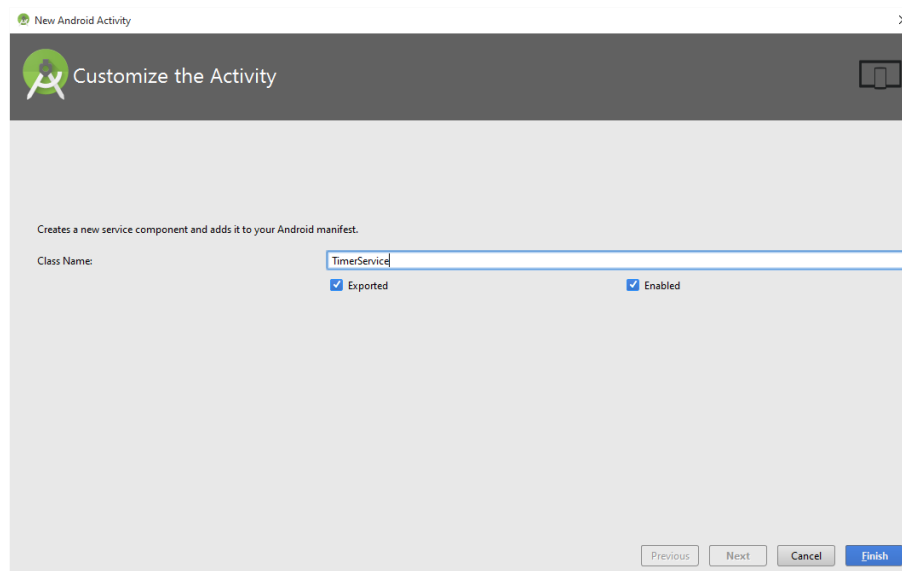 New Android Activity
Customize the Activity
Creates a new service component and adds it to your Android manifest.
Class Name: TimerService
Exported Enabled
Previous Next Cancel Finish